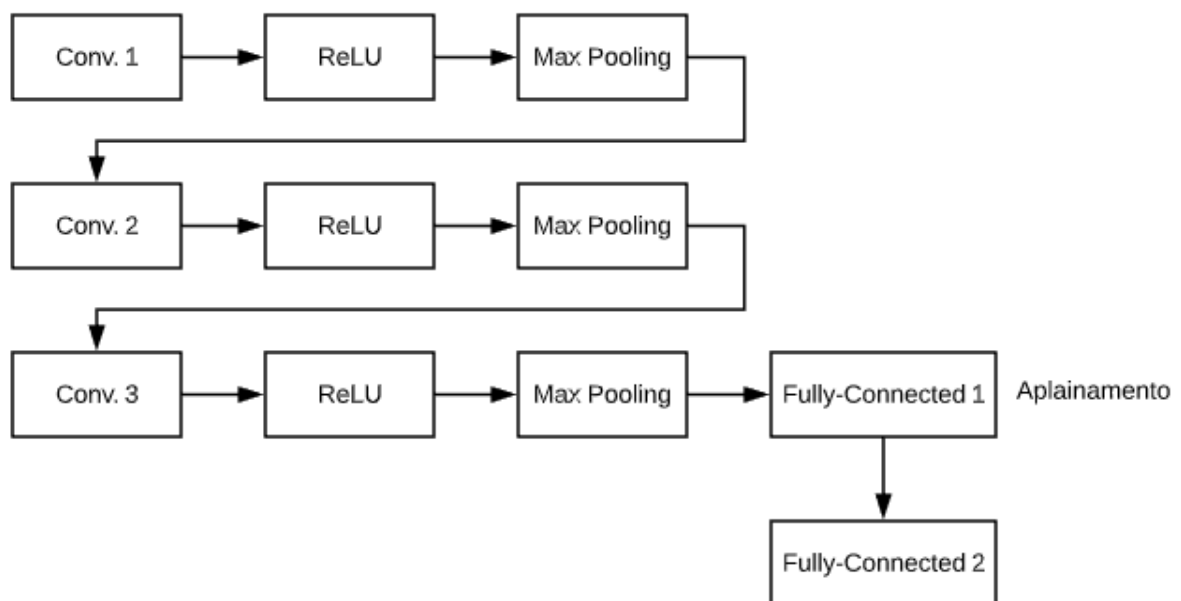 Conv. 1
ReLU
Max Pooling
Conv. 2
ReLU
Max Pooling
Conv. 3
ReLU
Max Pooling
Fully-Connected 1
Aplainamento
Fully-Connected 2